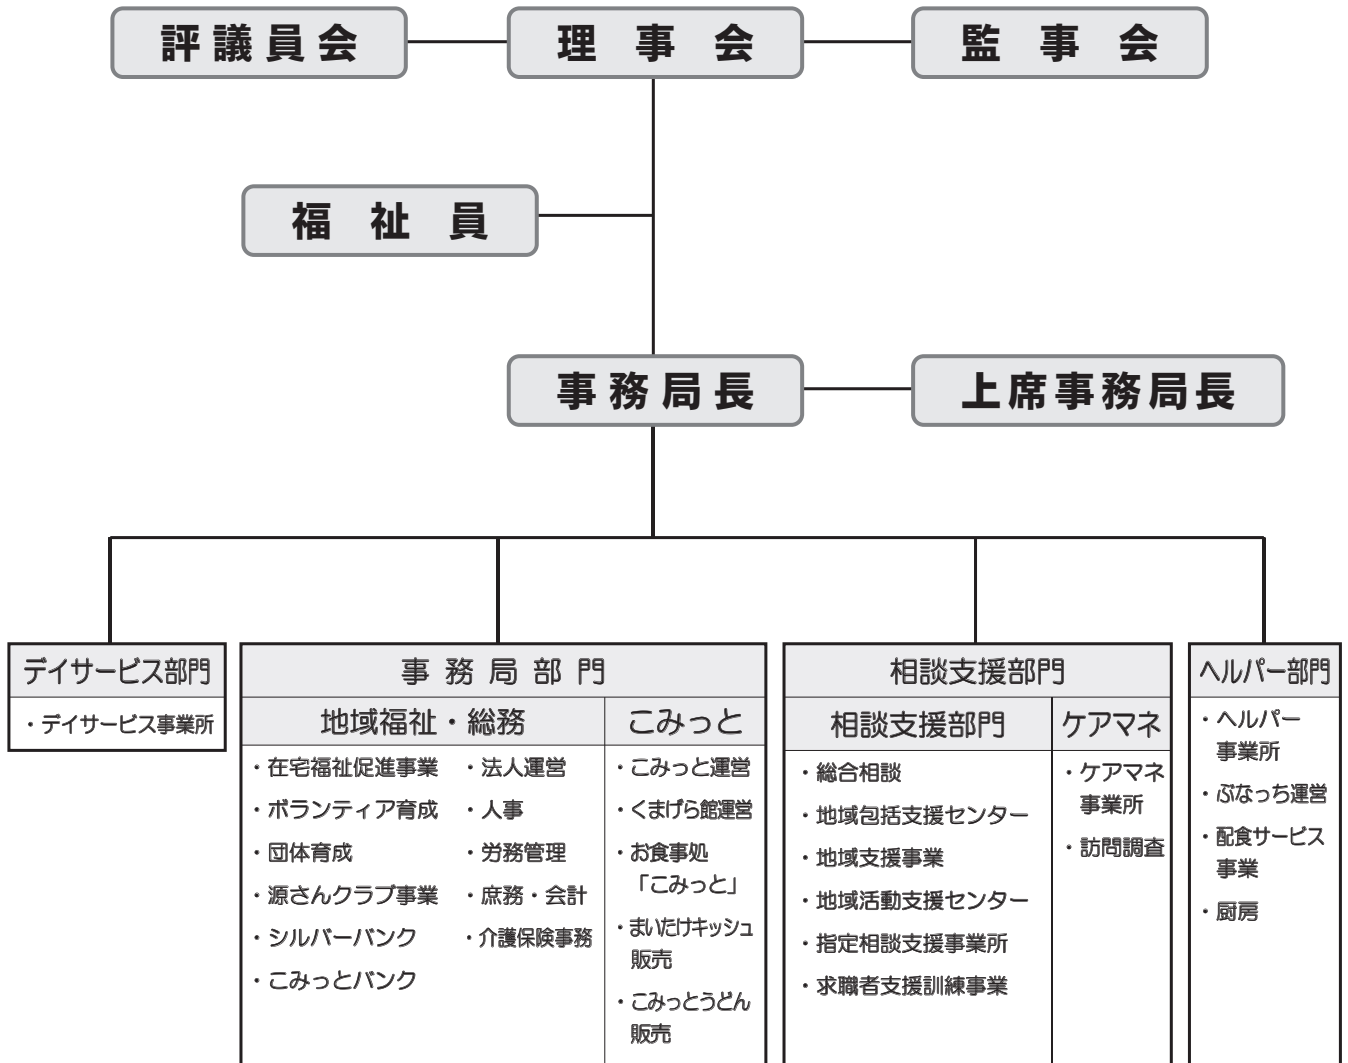 評議員会
理事会
監事会
福祉員
事務局長
上席事務局長
デイサービス部門
・デイサービス事業所
事務局部門
地域福祉・総務
・在宅福祉促進事業
・ボランティア育成
・団体育成
・源さんクラブ事業
・シルバーバンク
・こみっとバンク
・法人運営
・人事
・労務管理
・庶務・会計
・介護保険事務
こみっと
・こみっと運営
・くまげら館運営
・お食事処
「こみっと」
・まいたけキッシュ
販売
・こみっとうどん
販売
相談支援部門
相談支援部門
・総合相談
・地域包括支援センター
・地域支援事業
・地域活動支援センター
・指定相談支援事業所
・求職者支援訓練事業
ケアマネ
・ケアマネ
事業所
・訪問調査
ヘルパー部門
・ヘルパー
事業所
・ぶなっち運営
・配食サービス
事業
・厨房